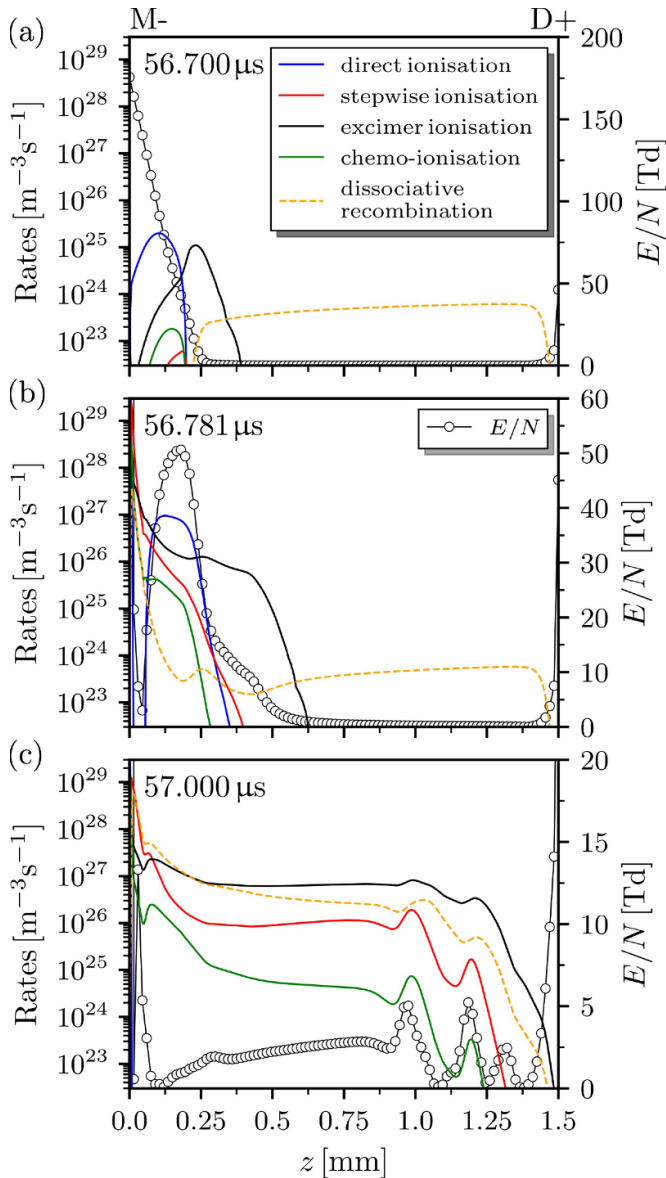 M- D+
(a)
56.700 µs
direct ionisation
stepwise ionisation
excimer ionisation
chemo-ionisation
dissociative
recombination
Rates [m⁻³s⁻¹]
10²⁹
10²⁸
10²⁷
10²⁶
10²⁵
10²⁴
10²³
200
150
100
50
0
E/N [Td]
(b)
56.781 µs
E/N
Rates [m⁻³s⁻¹]
10²⁹
10²⁸
10²⁷
10²⁶
10²⁵
10²⁴
10²³
60
50
40
30
20
10
0
E/N [Td]
(c)
57.000 µs
Rates [m⁻³s⁻¹]
10²⁹
10²⁸
10²⁷
10²⁶
10²⁵
10²⁴
10²³
20
15
10
5
0
E/N [Td]
0.0 0.25 0.5 0.75 1.0 1.25 1.5
z [mm]